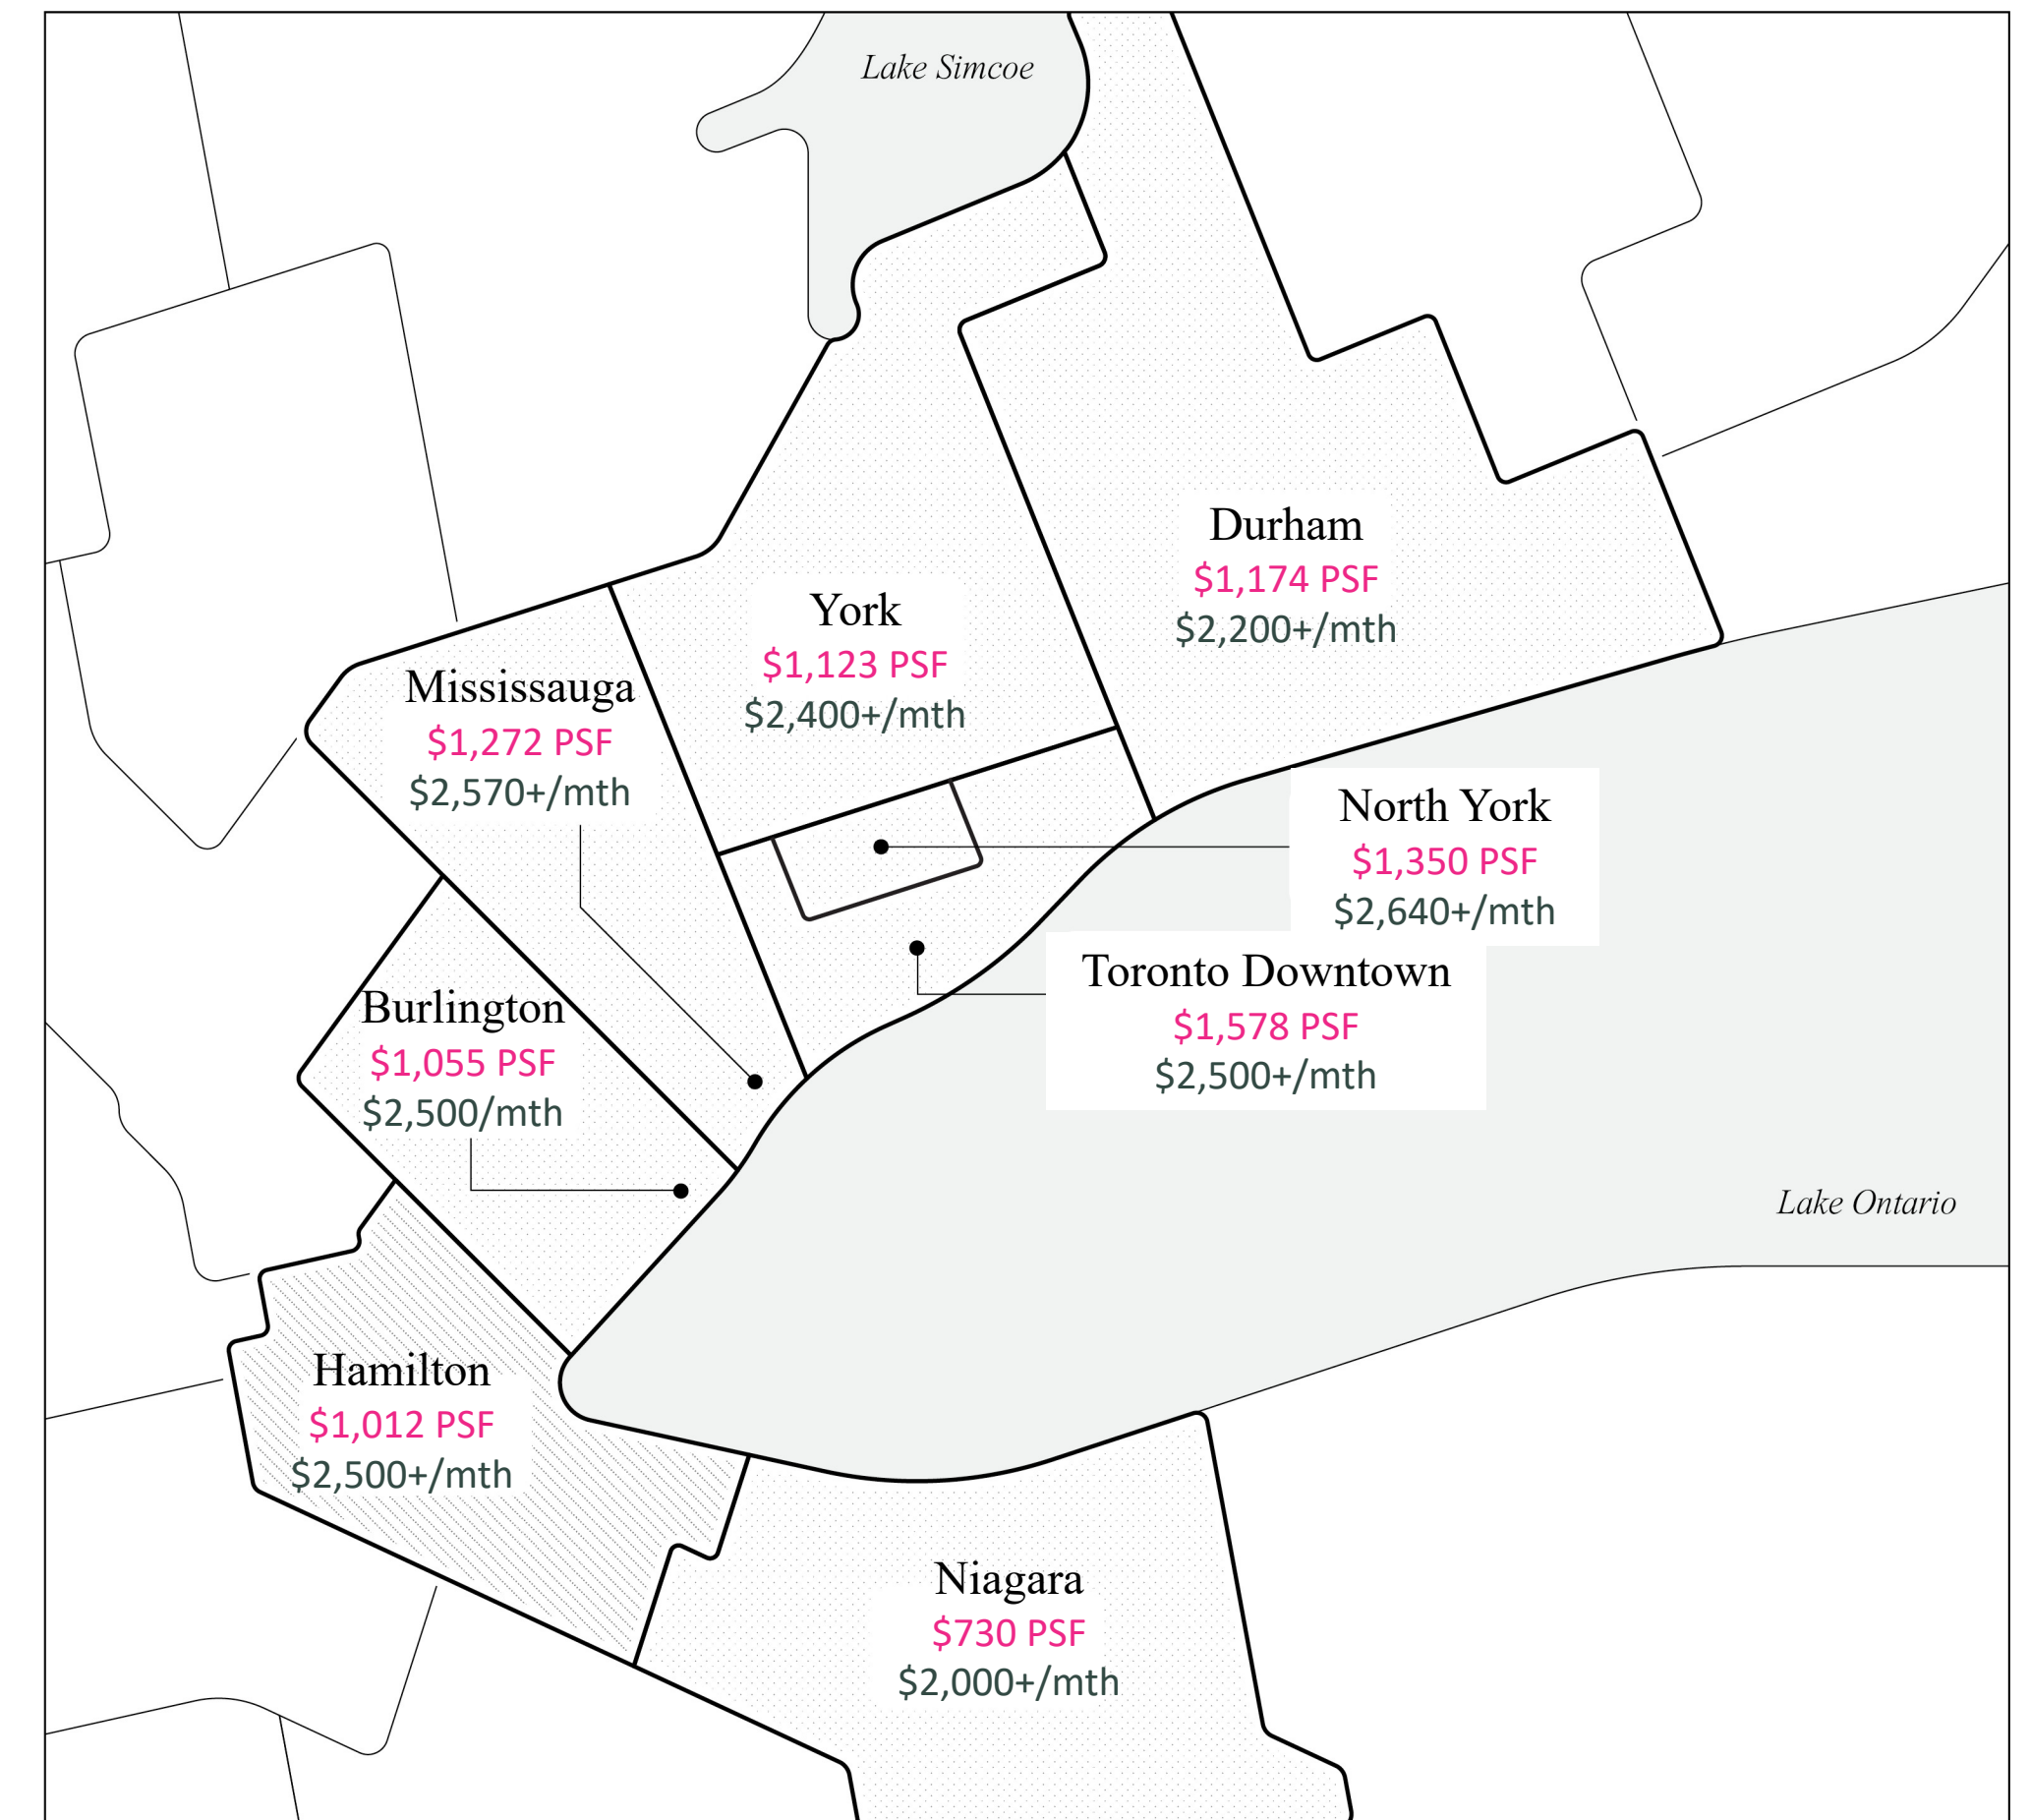 Lake Simcoe
Durham
$1,174 PSF
$2,200+/mth
York
$1,123 PSF
$2,400+/mth
Mississauga
$1,272 PSF
$2,570+/mth
North York
$1,350 PSF
$2,640+/mth
Toronto Downtown
$1,578 PSF
$2,500+/mth
Burlington
$1,055 PSF
$2,500/mth
Lake Ontario
Hamilton
$1,012 PSF
$2,500+/mth
Niagara
$730 PSF
$2,000+/mth